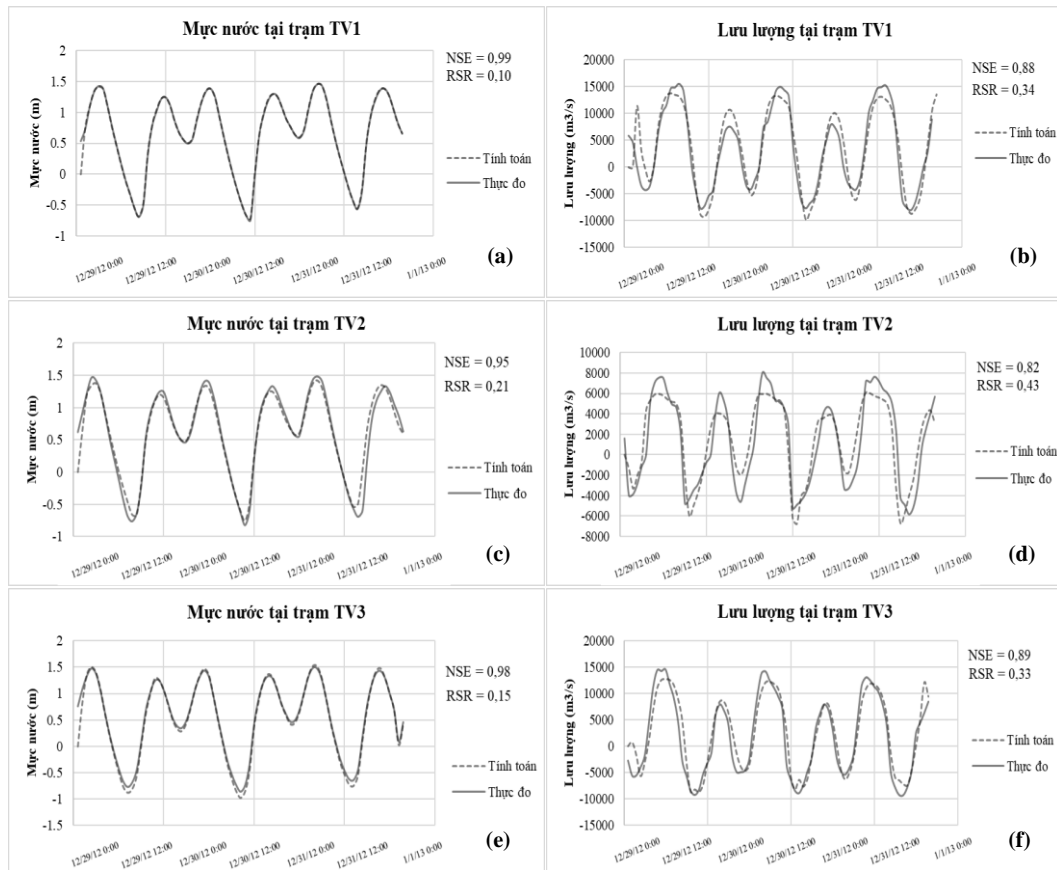 Mực nước tại trạm TV1
Mực nước (m)
2
1.5
1
0.5
0
-0.5
-1
12/29/12 0:00
12/29/12 12:00
12/30/12 0:00
12/30/12 12:00
12/31/12 0:00
12/31/12 12:00
1/1/13 0:00
NSE = 0,99
RSR = 0,10
Tính toán
Thực đo
(a)
Lưu lượng tại trạm TV1
Lưu lượng (m3/s)
20000
15000
10000
5000
0
-5000
-10000
-15000
12/29/12 0:00
12/29/12 12:00
12/30/12 0:00
12/30/12 12:00
12/31/12 0:00
12/31/12 12:00
1/1/13 0:00
NSE = 0,88
RSR = 0,34
Tính toán
Thực đo
(b)
Mực nước tại trạm TV2
Mực nước (m)
2
1.5
1
0.5
0
-0.5
-1
12/29/12 0:00
12/29/12 12:00
12/30/12 0:00
12/30/12 12:00
12/31/12 0:00
12/31/12 12:00
1/1/13 0:00
NSE = 0,95
RSR = 0,21
Tính toán
Thực đo
(c)
Lưu lượng tại trạm TV2
Lưu lượng (m3/s)
10000
8000
6000
4000
2000
0
-2000
-4000
-6000
-8000
12/29/12 0:00
12/29/12 12:00
12/30/12 0:00
12/30/12 12:00
12/31/12 0:00
12/31/12 12:00
1/1/13 0:00
NSE = 0,82
RSR = 0,43
Tính toán
Thực đo
(d)
Mực nước tại trạm TV3
Mực nước (m)
2
1.5
1
0.5
0
-0.5
-1
-1.5
12/29/12 0:00
12/29/12 12:00
12/30/12 0:00
12/30/12 12:00
12/31/12 0:00
12/31/12 12:00
1/1/13 0:00
NSE = 0,98
RSR = 0,15
Tính toán
Thực đo
(e)
Lưu lượng tại trạm TV3
Lưu lượng (m3/s)
20000
15000
10000
5000
0
-5000
-10000
-15000
12/29/12 0:00
12/29/12 12:00
12/30/12 0:00
12/30/12 12:00
12/31/12 0:00
12/31/12 12:00
1/1/13 0:00
NSE = 0,89
RSR = 0,33
Tính toán
Thực đo
(f)